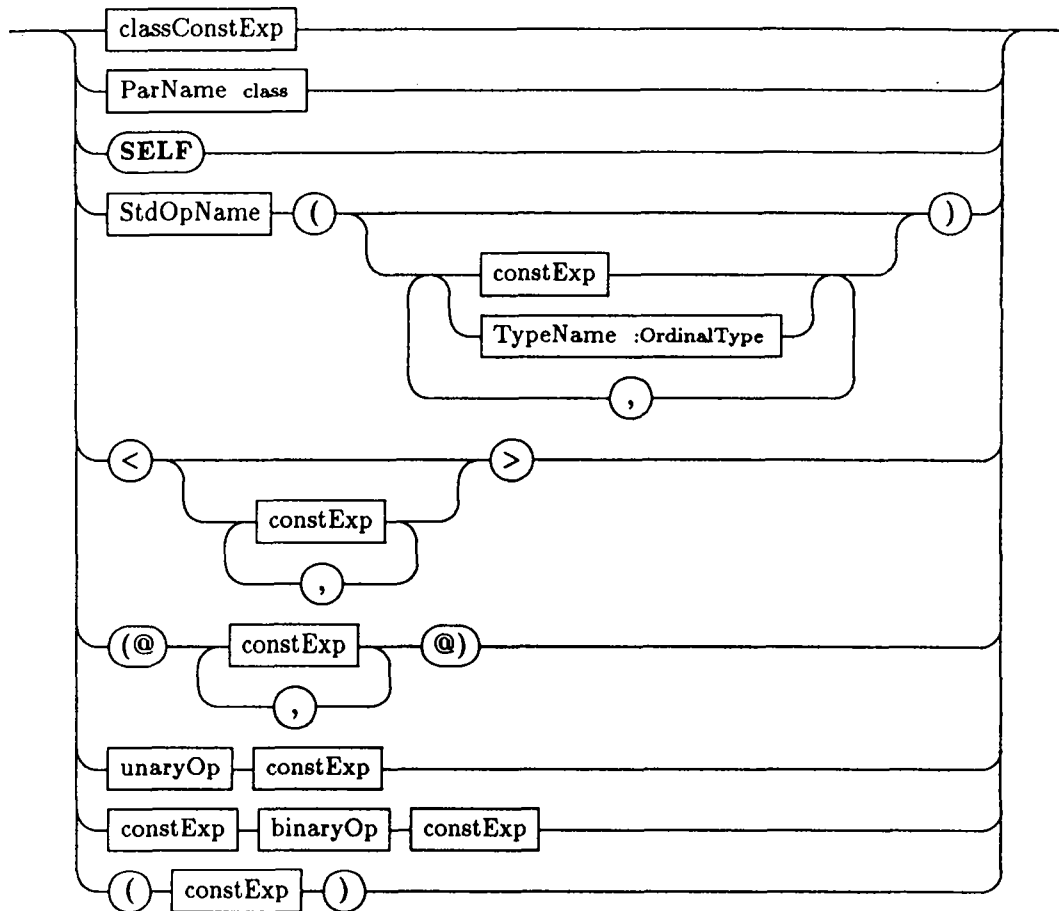 classConstExp
ParName class
SELF
StdOpName ( )
constExp
TypeName :OrdinalType
,
< >
constExp
,
(@ constExp @)
,
unaryOp constExp
constExp binaryOp constExp
( constExp )